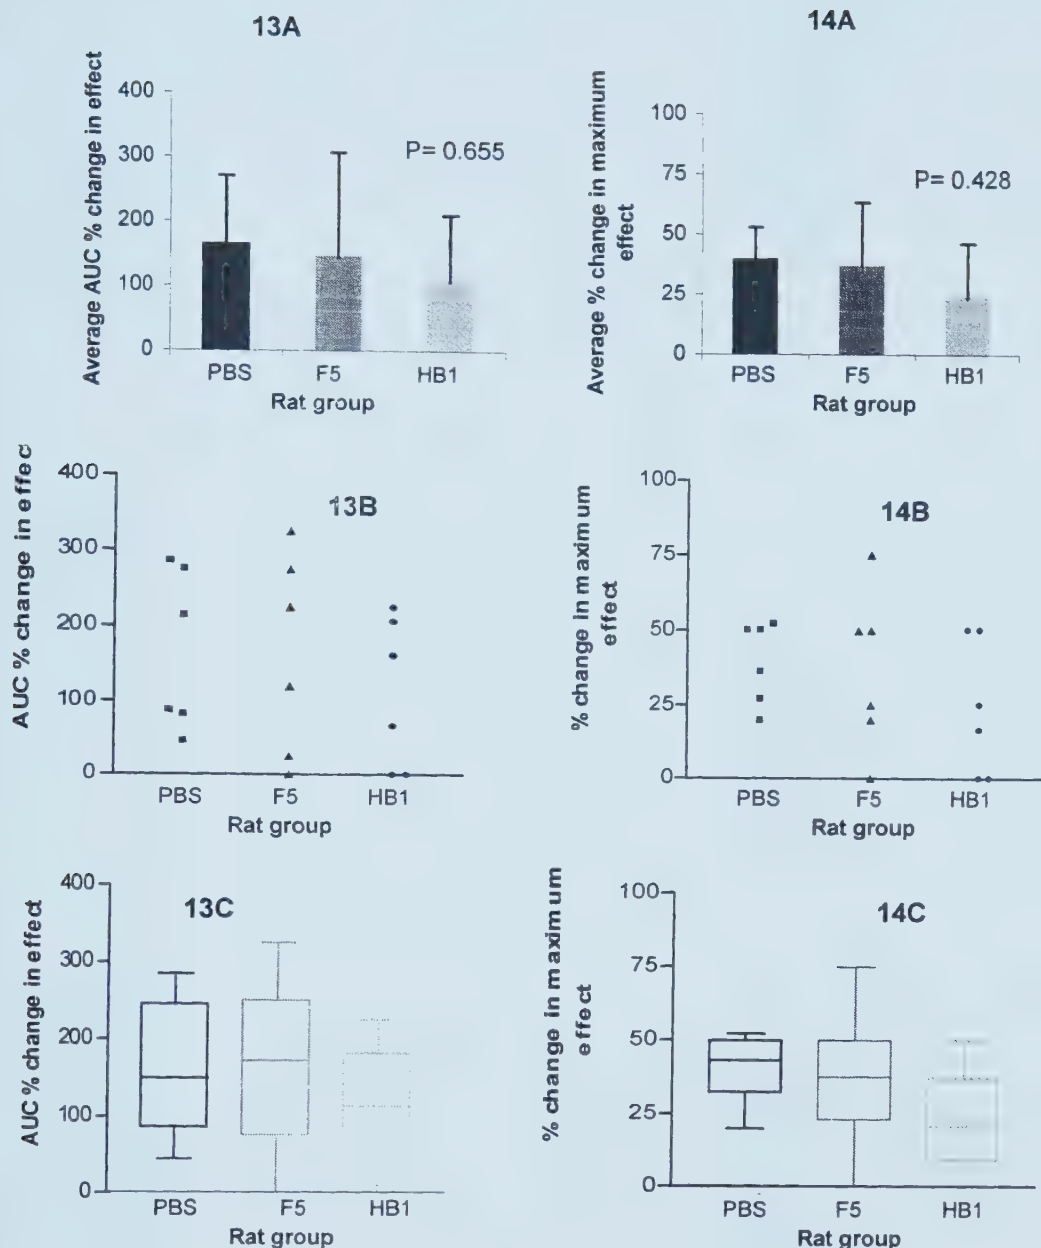 13A
Average AUC % change in effect
400
300
200
100
0
P= 0.655
PBS F5 HB1
Rat group
14A
Average % change in maximum
effect
100
75
50
25
0
P= 0.428
PBS F5 HB1
Rat group
AUC % change in effec
400
300
200
100
0
13B
PBS F5 HB1
Rat group
% change in maximum
effect
100
75
50
25
0
14B
PBS F5 HB1
Rat group
AUC % change in effect
400
300
200
100
0
13C
PBS F5 HB1
Rat group
% change in maximum
effect
100
75
50
25
0
14C
PBS F5 HB1
Rat group